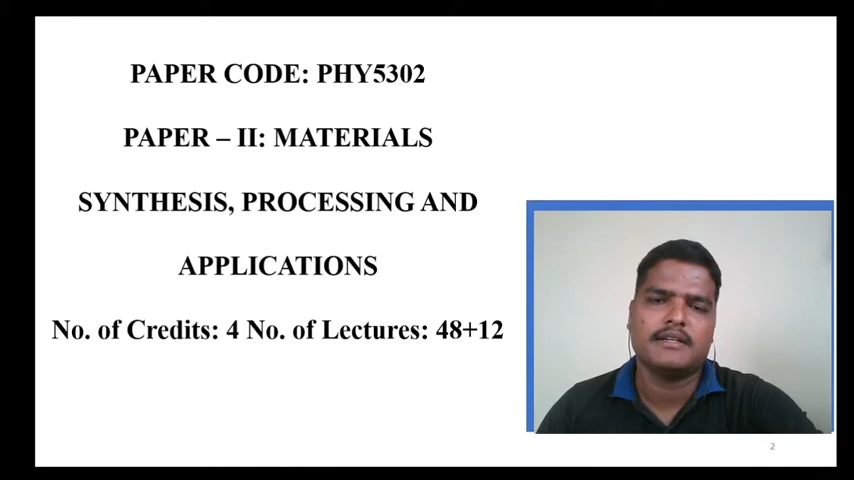 PAPER CODE: PHY5302
PAPER – II: MATERIALS
SYNTHESIS, PROCESSING AND
APPLICATIONS
No. of Credits: 4 No. of Lectures: 48+12
2